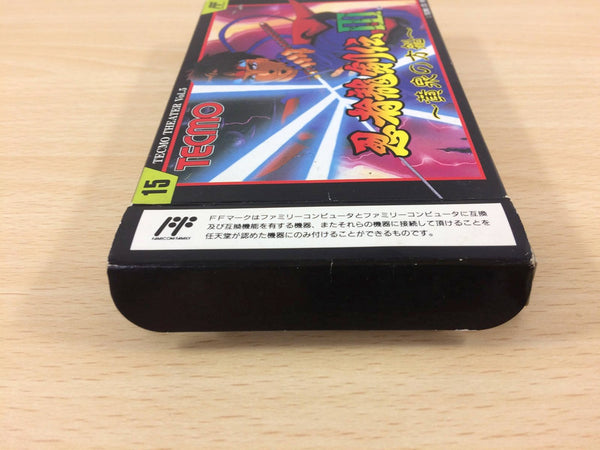 忍者龍剣伝III
~黄泉の方船~
TECMO
TECMO THEATER Vol.5
15
FF
FAMICOM FAMILY
FFマークはファミリーコンピュータとファミリーコンピュータに互換
及び互換機能を有する機器、またそれらの機器に接続して頂けることを
任天堂が認めた機器にのみ付けることができるものです。